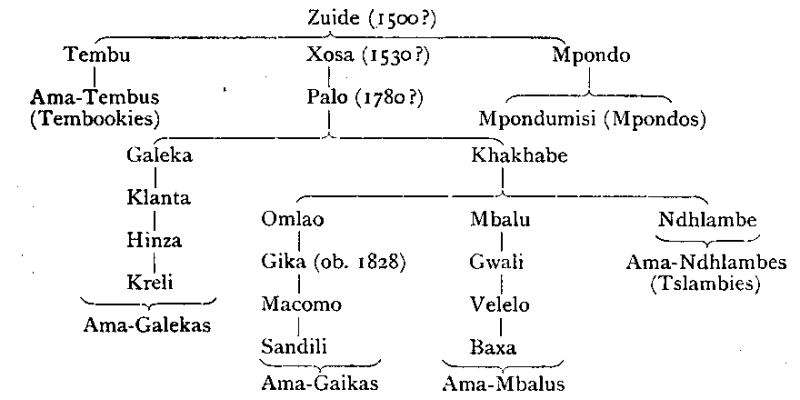 Zuide (1500?)
Tembu Xosa (1530?) Mpondo
Ama-Tembus Palo (1780?)
(Tembookies) Mpondumisi (Mpondos)
Galeka Khakhabe
Klanta
Omlao Mbalu Ndhlambe
Hinza
Gika (ob. 1828) Gwali Ama-Ndhlambes
Kreli (Tslambies)
Macomo Velelo
Ama-Galekas
Sandili Baxa
Ama-Gaikas Ama-Mbalus